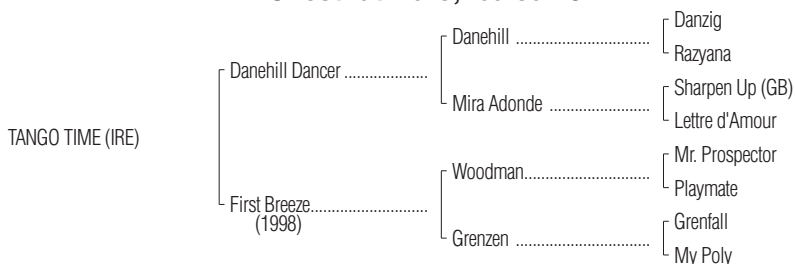 Danzig
Danehill ........................
Razyana
Danehill Dancer ...................
Sharpen Up (GB)
Mira Adonde .......................
Lettre d'Amour
TANGO TIME (IRE)
Mr. Prospector
Woodman.............................
Playmate
First Breeze...........................
(1998)
Grenfall
Grenzen .............................
My Poly